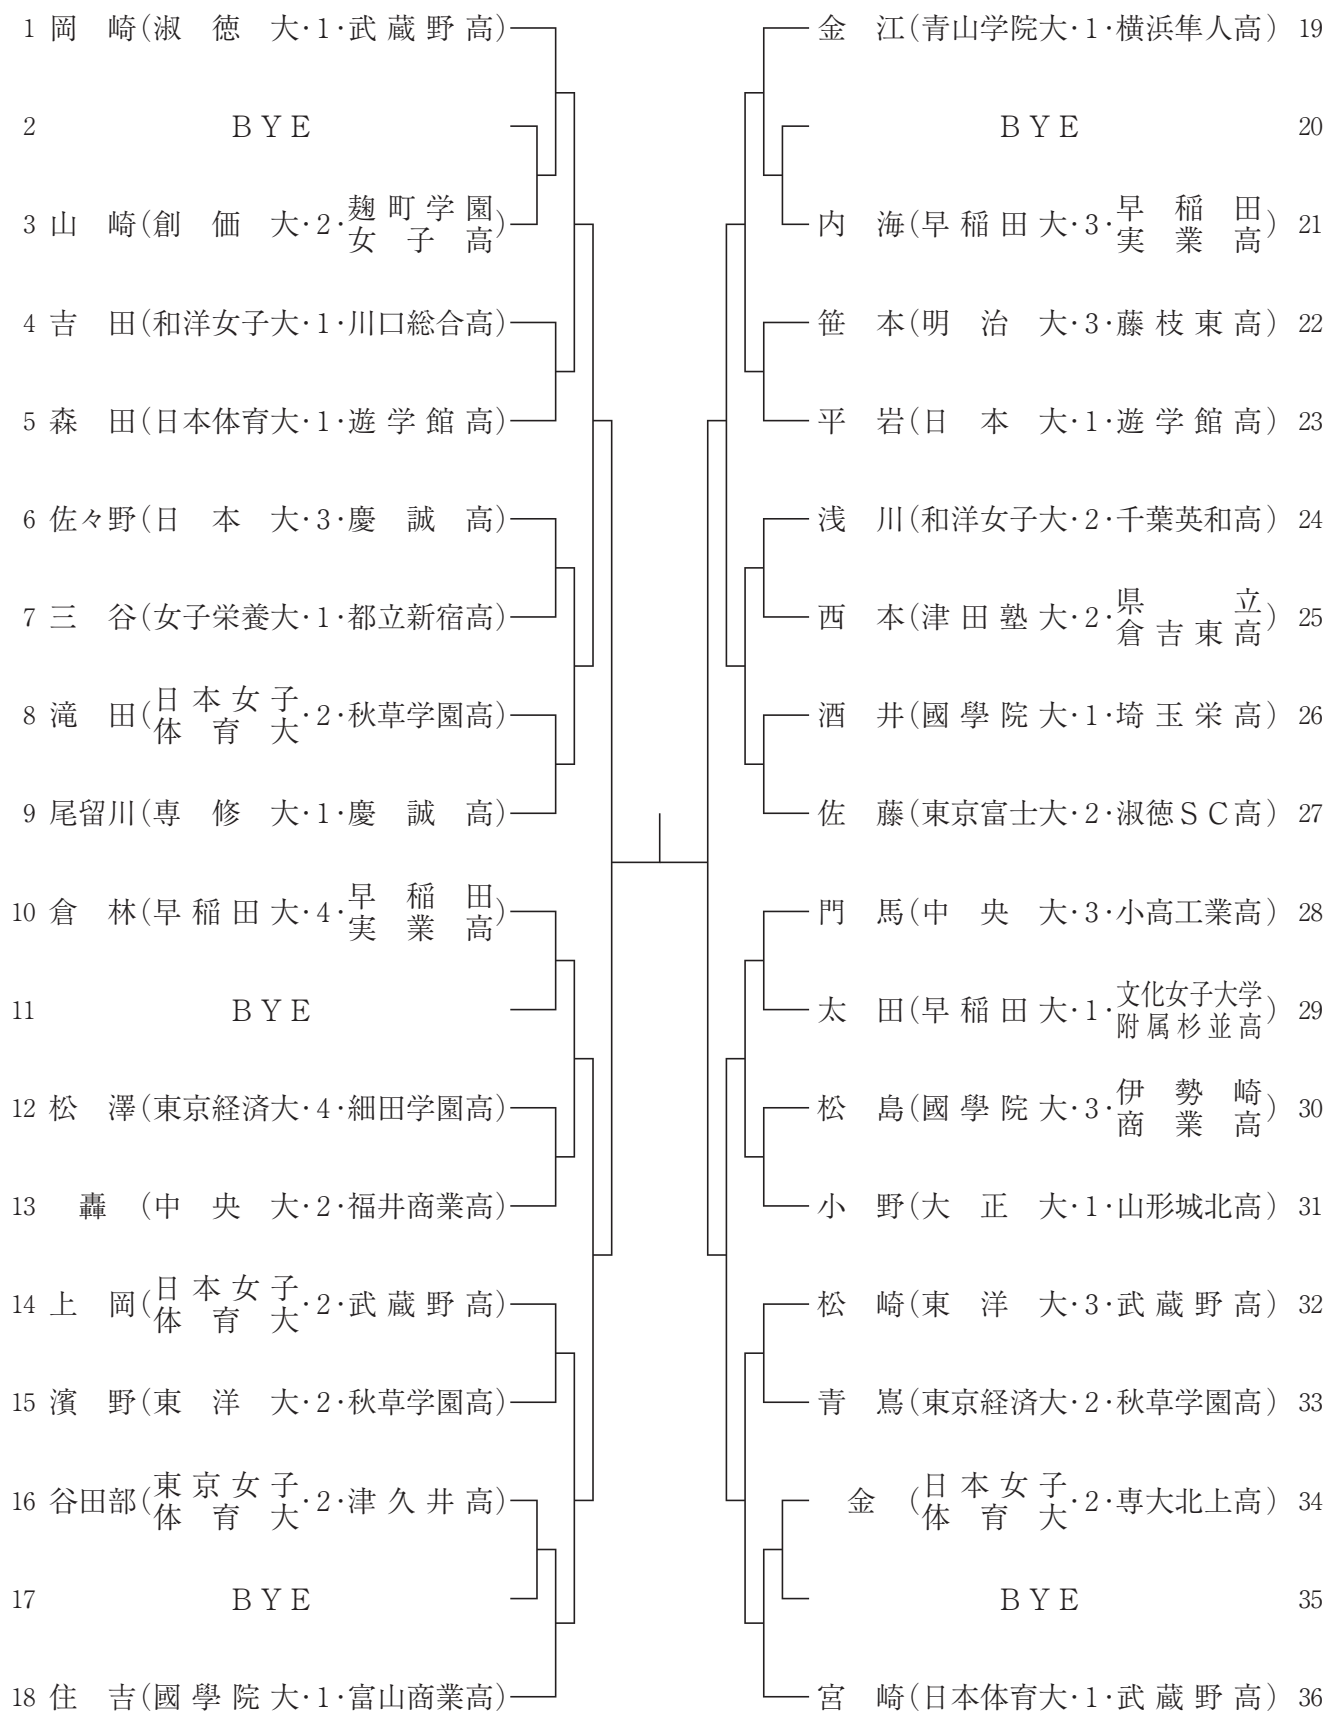 1 岡崎(淑徳大・1・武蔵野高)
2 BYE
3 山崎(創価大・2・麹町学園女子高)
4 吉田(和洋女子大・1・川口総合高)
5 森田(日本体育大・1・遊学館高)
6 佐々野(日本大・3・慶誠高)
7 三谷(女子栄養大・1・都立新宿高)
8 滝田(日本女子体育大・2・秋草学園高)
9 尾留川(専修大・1・慶誠高)
10 倉林(早稲田大・4・早稲田実業高)
11 BYE
12 松澤(東京経済大・4・細田学園高)
13 轟(中央大・2・福井商業高)
14 上岡(日本女子体育大・2・武蔵野高)
15 濱野(東洋大・2・秋草学園高)
16 谷田部(東京女子体育大・2・津久井高)
17 BYE
18 住吉(國學院大・1・富山商業高)
金江(青山学院大・1・横浜隼人高) 19
BYE 20
内海(早稲田大・3・早稲田実業高) 21
笹本(明治大・3・藤枝東高) 22
平岩(日本大・1・遊学館高) 23
浅川(和洋女子大・2・千葉英和高) 24
西本(津田塾大・2・県立倉吉東高) 25
酒井(國學院大・1・埼玉栄高) 26
佐藤(東京富士大・2・淑徳SC高) 27
門馬(中央大・3・小高工業高) 28
太田(早稲田大・1・文化女子大学附属杉並高) 29
松島(國學院大・3・伊勢崎商業高) 30
小野(大正大・1・山形城北高) 31
松崎(東洋大・3・武蔵野高) 32
青嶌(東京経済大・2・秋草学園高) 33
金(日本女子体育大・2・専大北上高) 34
BYE 35
宮崎(日本体育大・1・武蔵野高) 36